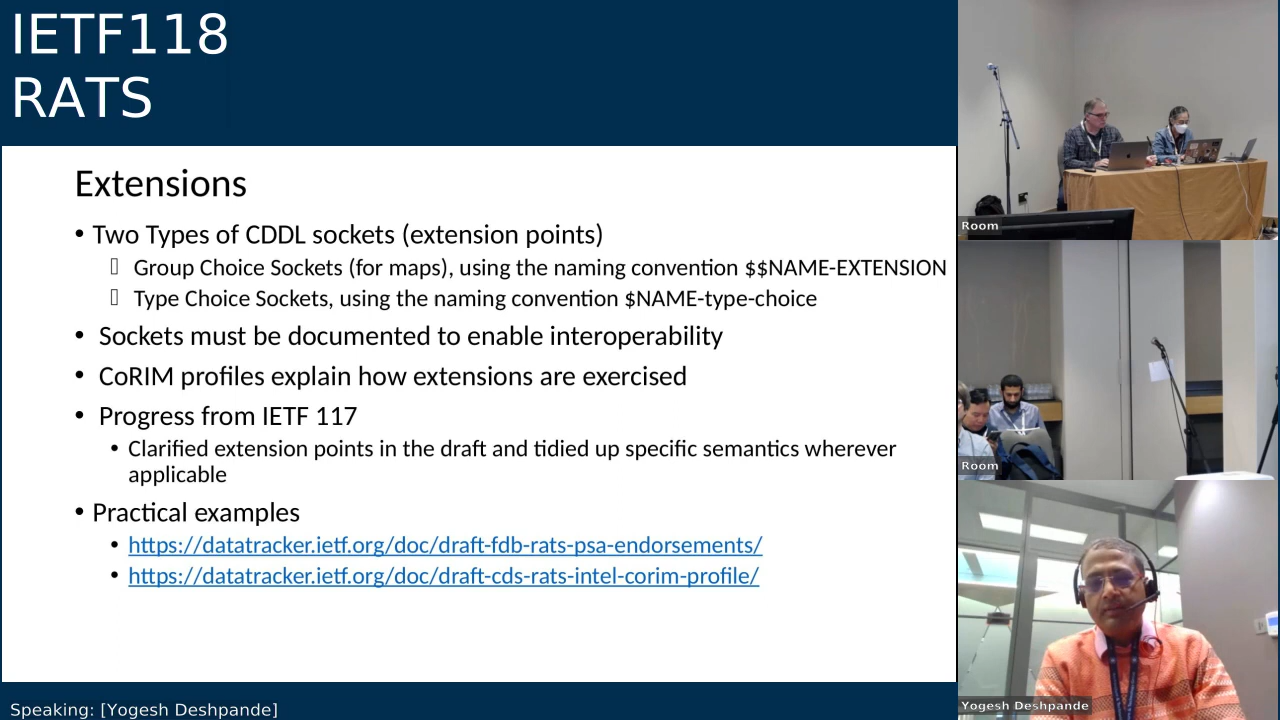 IETF118
RATS
Extensions
• Two Types of CDDL sockets (extension points)
Group Choice Sockets (for maps), using the naming convention $$NAME-EXTENSION
Type Choice Sockets, using the naming convention $NAME-type-choice
• Sockets must be documented to enable interoperability
• CoRIM profiles explain how extensions are exercised
• Progress from IETF 117
• Clarified extension points in the draft and tidied up specific semantics wherever
applicable
• Practical examples
• https://datatracker.ietf.org/doc/draft-fdb-rats-psa-endorsements/
• https://datatracker.ietf.org/doc/draft-cds-rats-intel-corim-profile/
Speaking: [Yogesh Deshpande]
Room
Room
Yogesh Deshpande